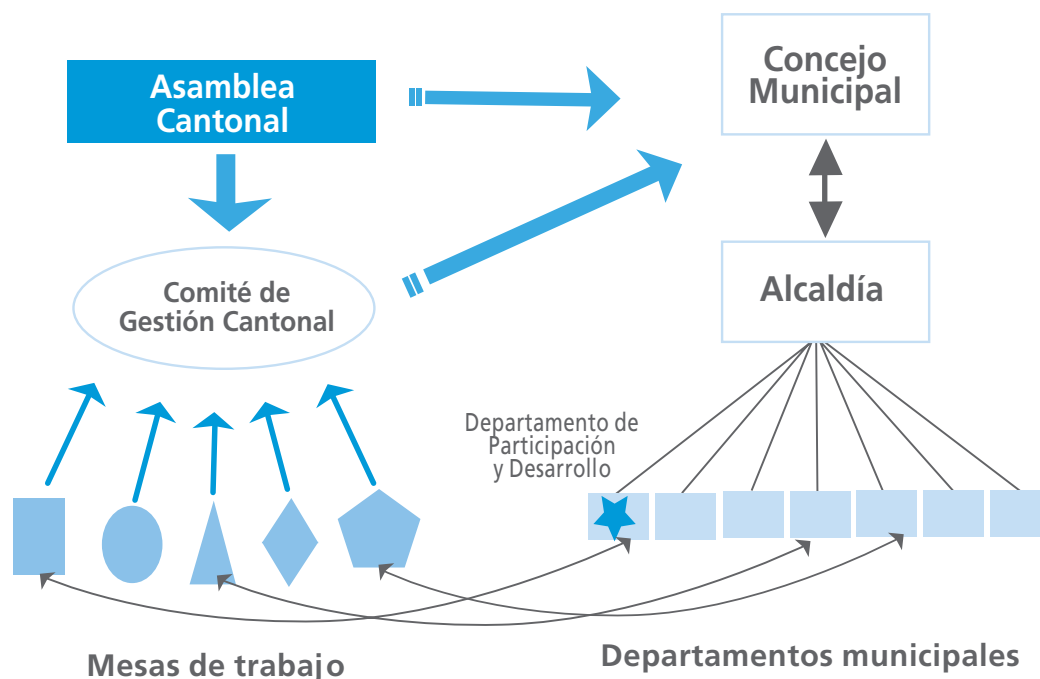 Asamblea
Cantonal
Concejo
Municipal
Comité de
Gestión Cantonal
Alcaldía
Departamento de
Participación
y Desarrollo
Mesas de trabajo
Departamentos municipales